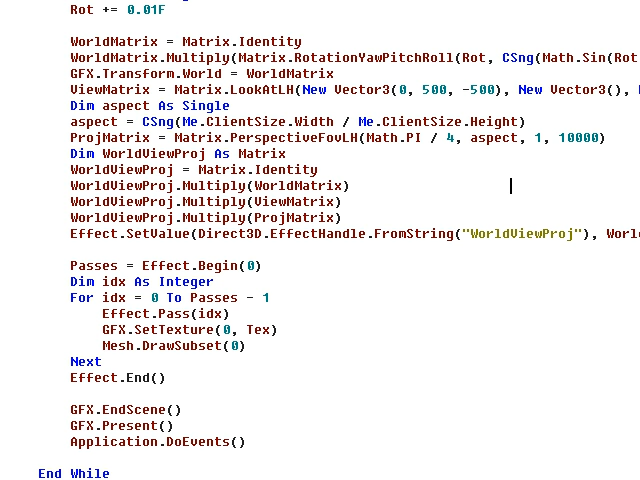 Rot += 0.01F
WorldMatrix = Matrix.Identity
WorldMatrix.Multiply(Matrix.RotationYawPitchRoll(Rot, CSng(Math.Sin(Rot
GFX.Transform.World = WorldMatrix
ViewMatrix = Matrix.LookAtLH(New Vector3(0, 500, -500), New Vector3(),
Dim aspect As Single
aspect = CSng(Me.ClientSize.Width / Me.ClientSize.Height)
ProjMatrix = Matrix.PerspectiveFovLH(Math.PI / 4, aspect, 1, 10000)
Dim WorldViewProj As Matrix
WorldViewProj = Matrix.Identity
WorldViewProj.Multiply(WorldMatrix)
WorldViewProj.Multiply(ViewMatrix)
WorldViewProj.Multiply(ProjMatrix)
Effect.SetValue(Direct3D.EffectHandle.FromString("WorldViewProj"), Worl
Passes = Effect.Begin(0)
Dim idx As Integer
For idx = 0 To Passes - 1
Effect.Pass(idx)
GFX.SetTexture(0, Tex)
Mesh.DrawSubset(0)
Next
Effect.End()
GFX.EndScene()
GFX.Present()
Application.DoEvents()
End While